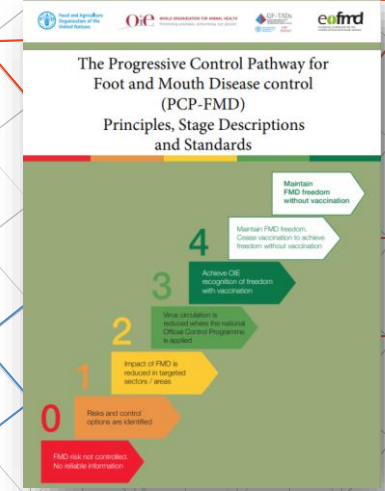 Food and Agriculture
Organization of the
United Nations
Oie
WORLD ORGANISATION FOR ANIMAL HEALTH
GF-TADs
eofmd
The Progressive Control Pathway for
Foot and Mouth Disease control
(PCP-FMD)
Principles, Stage Descriptions
and Standards
Maintain
FMD freedom
without vaccination
4
Maintain FMD freedom.
Cease vaccination to achieve
freedom without vaccination
3
Achieve OIE
recognition of freedom
with vaccination
2
Virus circulation is
reduced where the national
Official Control Programme
is applied
1
Impact of FMD is
reduced in targeted
sectors / areas
0
Risks and control
options are identified
FMD risk not controlled.
No reliable information